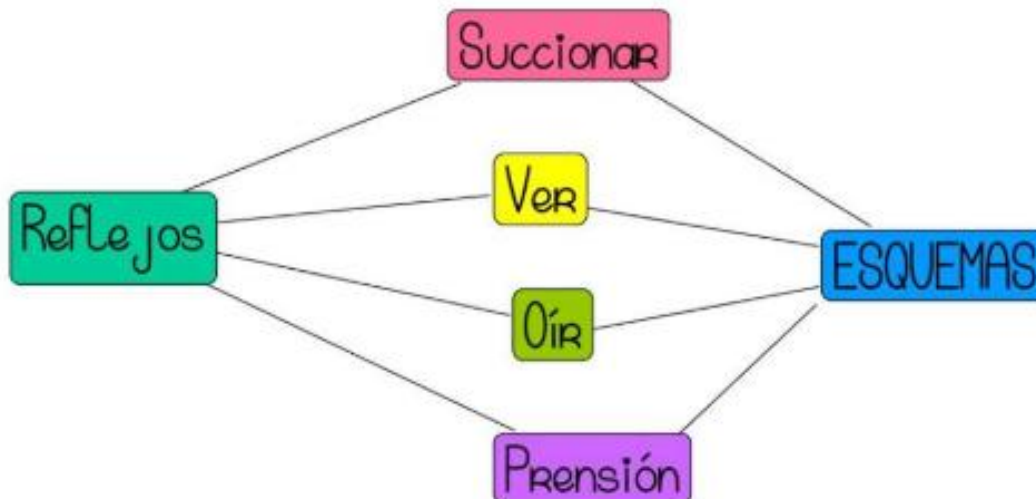 Succionar
Ver
Reflejos
ESQUEMAS
Oír
Prensión